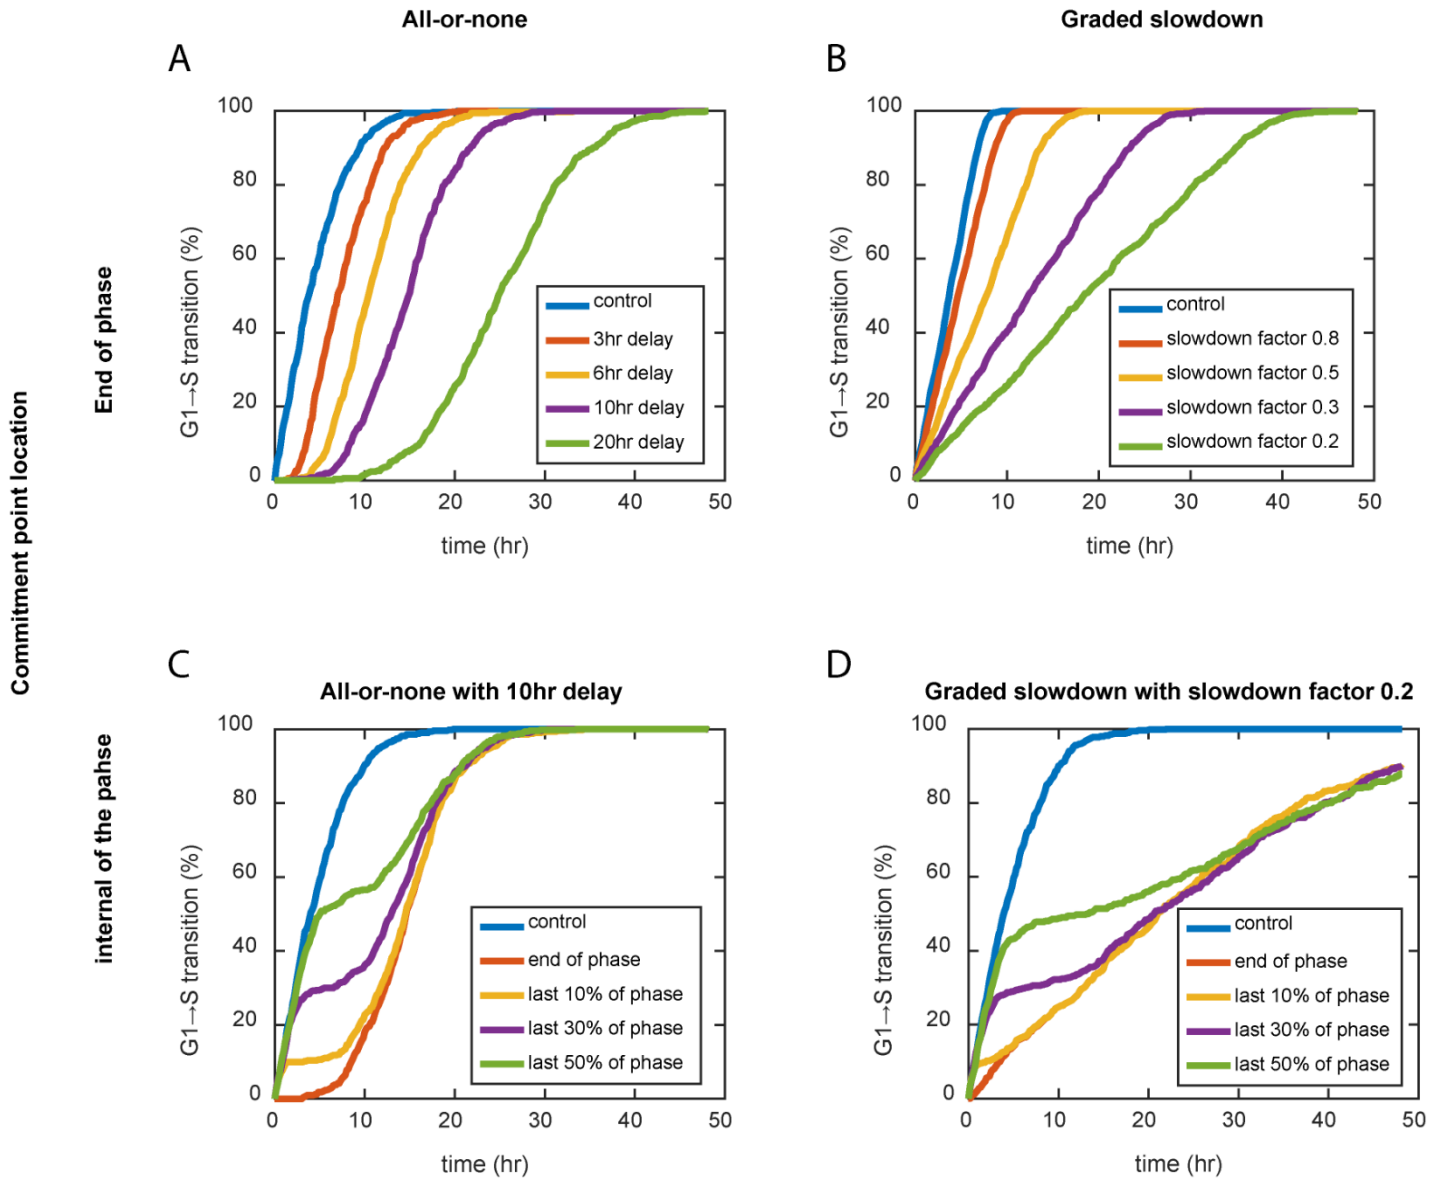 All-or-none
Graded slowdown
Commitment point location
End of phase
internal of the pahse
A
100
80
60
40
20
0
0 10 20 30 40 50
G1→S transition (%)
time (hr)
control
3hr delay
6hr delay
10hr delay
20hr delay
B
100
80
60
40
20
0
0 10 20 30 40 50
G1→S transition (%)
time (hr)
control
slowdown factor 0.8
slowdown factor 0.5
slowdown factor 0.3
slowdown factor 0.2
C
All-or-none with 10hr delay
100
80
60
40
20
0
0 10 20 30 40 50
G1→S transition (%)
time (hr)
control
end of phase
last 10% of phase
last 30% of phase
last 50% of phase
D
Graded slowdown with slowdown factor 0.2
100
80
60
40
20
0
0 10 20 30 40 50
G1→S transition (%)
time (hr)
control
end of phase
last 10% of phase
last 30% of phase
last 50% of phase